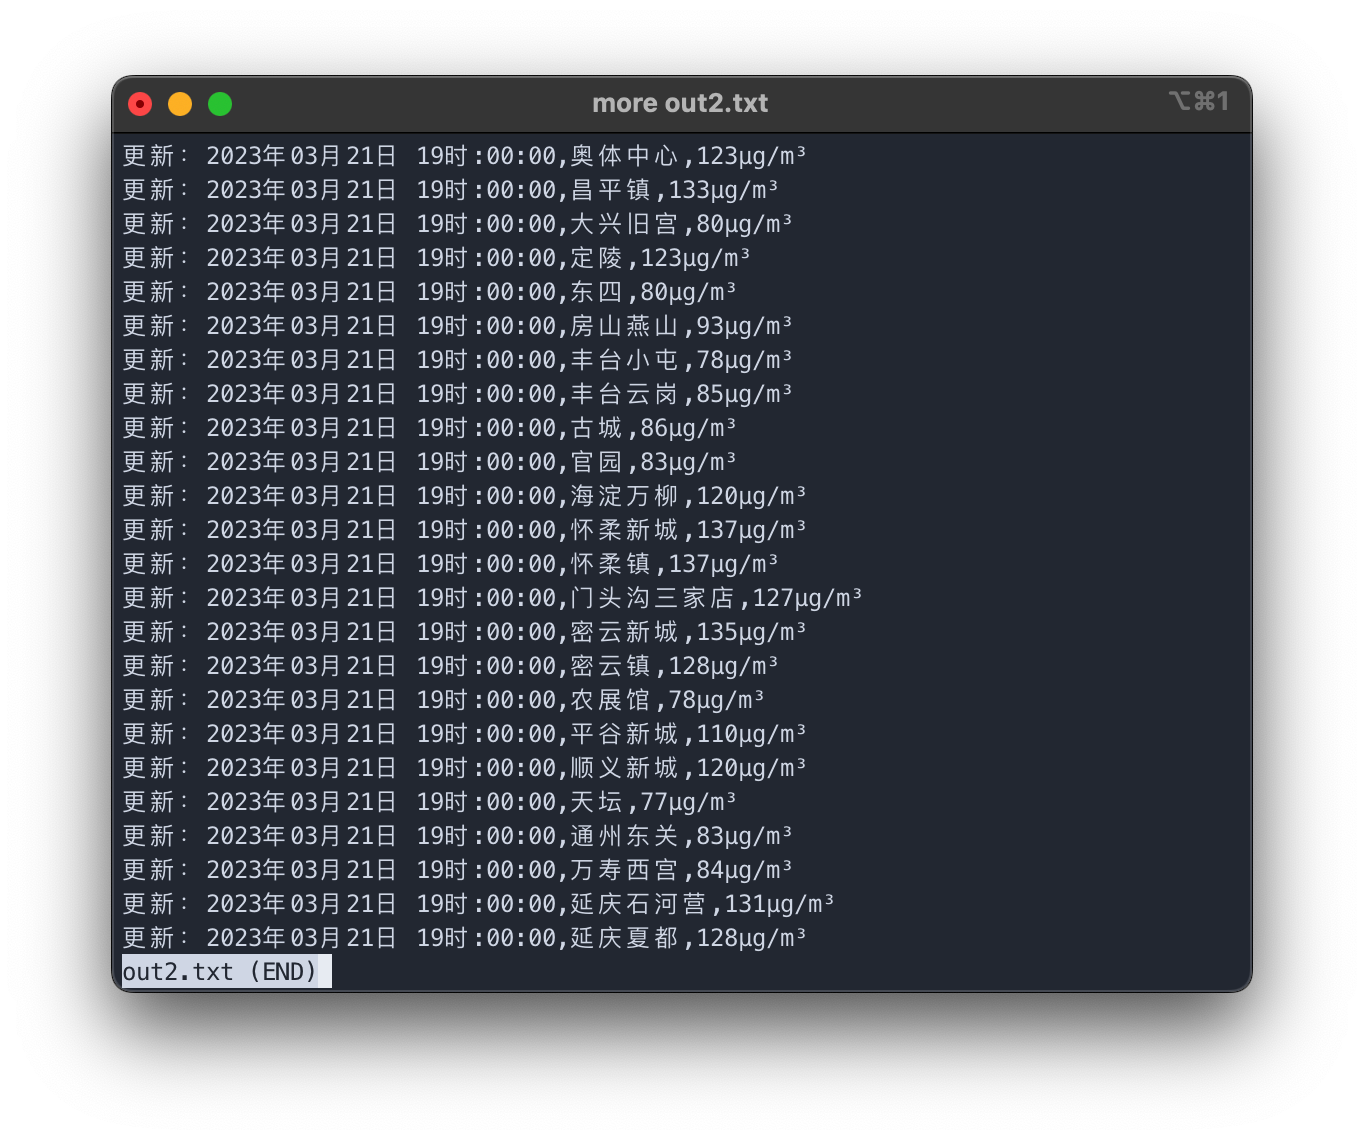 more out2.txt ⌥⌘1
更新： 2023年03月21日 19时:00:00,奥体中心,123μg/m³
更新： 2023年03月21日 19时:00:00,昌平镇,133μg/m³
更新： 2023年03月21日 19时:00:00,大兴旧宫,80μg/m³
更新： 2023年03月21日 19时:00:00,定陵,123μg/m³
更新： 2023年03月21日 19时:00:00,东四,80μg/m³
更新： 2023年03月21日 19时:00:00,房山燕山,93μg/m³
更新： 2023年03月21日 19时:00:00,丰台小屯,78μg/m³
更新： 2023年03月21日 19时:00:00,丰台云岗,85μg/m³
更新： 2023年03月21日 19时:00:00,古城,86μg/m³
更新： 2023年03月21日 19时:00:00,官园,83μg/m³
更新： 2023年03月21日 19时:00:00,海淀万柳,120μg/m³
更新： 2023年03月21日 19时:00:00,怀柔新城,137μg/m³
更新： 2023年03月21日 19时:00:00,怀柔镇,137μg/m³
更新： 2023年03月21日 19时:00:00,门头沟三家店,127μg/m³
更新： 2023年03月21日 19时:00:00,密云新城,135μg/m³
更新： 2023年03月21日 19时:00:00,密云镇,128μg/m³
更新： 2023年03月21日 19时:00:00,农展馆,78μg/m³
更新： 2023年03月21日 19时:00:00,平谷新城,110μg/m³
更新： 2023年03月21日 19时:00:00,顺义新城,120μg/m³
更新： 2023年03月21日 19时:00:00,天坛,77μg/m³
更新： 2023年03月21日 19时:00:00,通州东关,83μg/m³
更新： 2023年03月21日 19时:00:00,万寿西宫,84μg/m³
更新： 2023年03月21日 19时:00:00,延庆石河营,131μg/m³
更新： 2023年03月21日 19时:00:00,延庆夏都,128μg/m³
out2.txt (END)